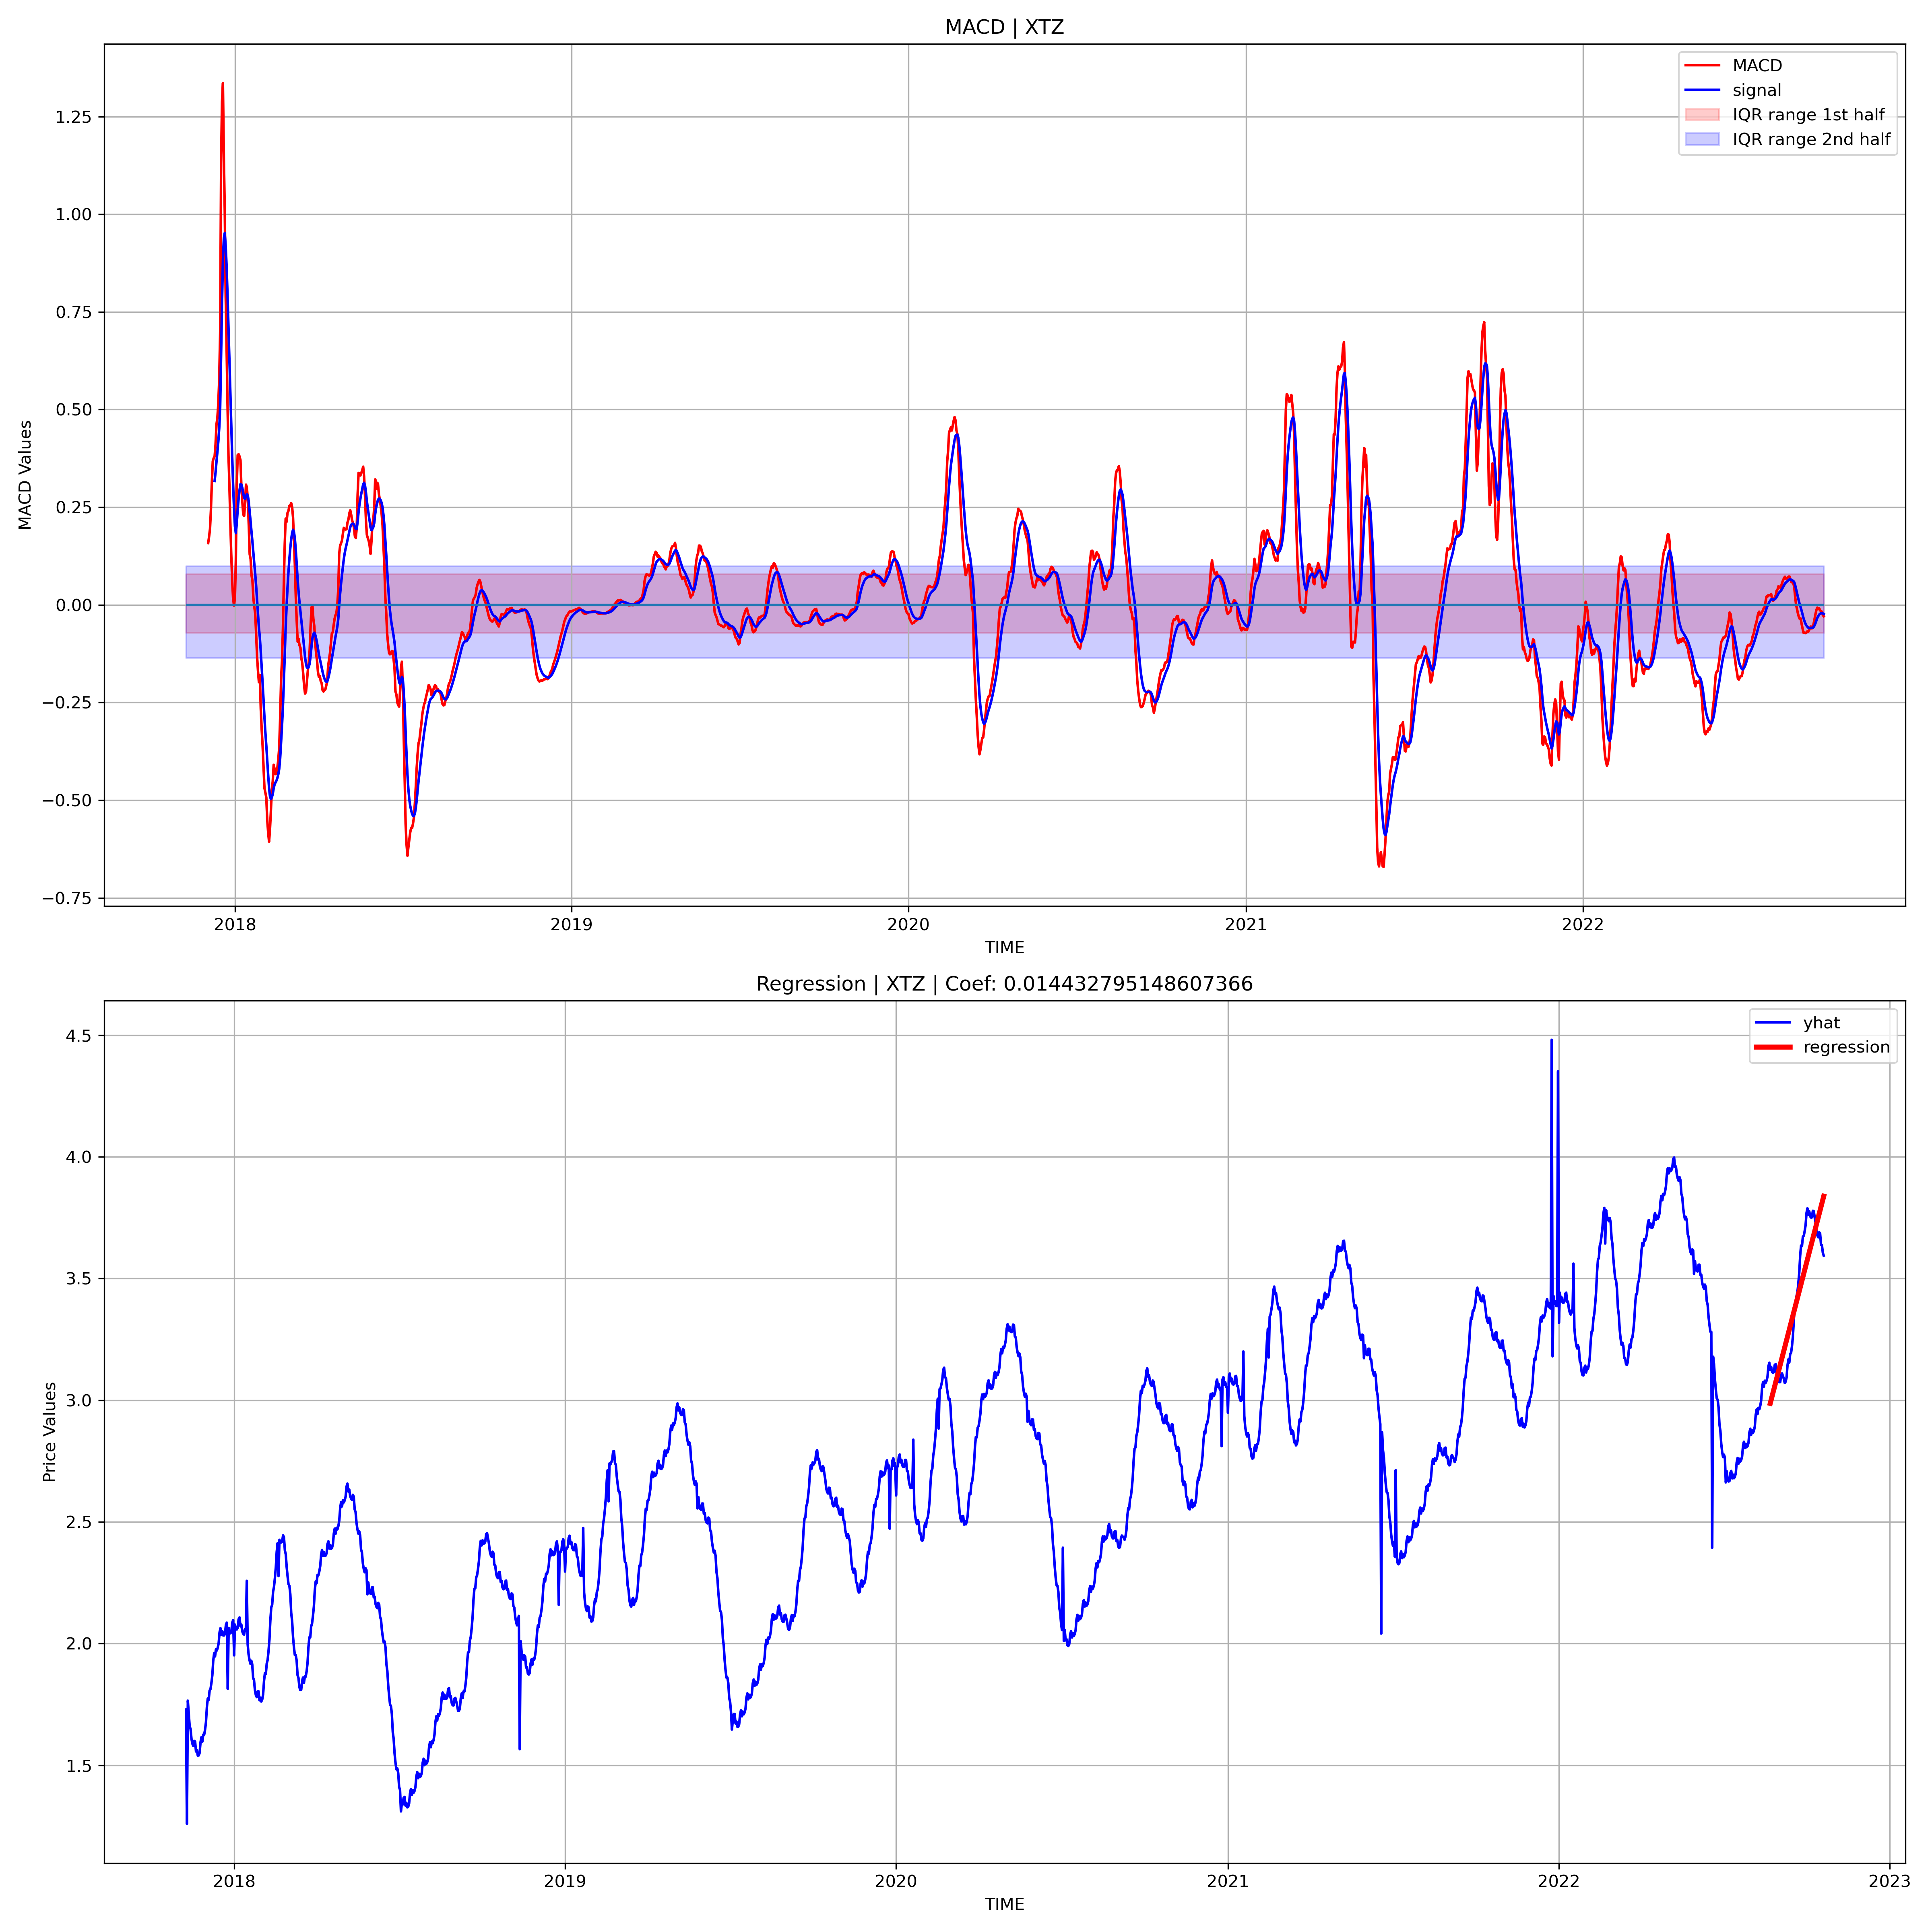 MACD | XTZ
MACD
signal
IQR range 1st half
IQR range 2nd half
1.25
1.00
0.75
0.50
0.25
0.00
−0.25
−0.50
−0.75
MACD Values
2018
2019
2020
2021
2022
TIME
Regression | XTZ | Coef: 0.014432795148607366
yhat
regression
4.5
4.0
3.5
3.0
2.5
2.0
1.5
Price Values
2018
2019
2020
2021
2022
2023
TIME